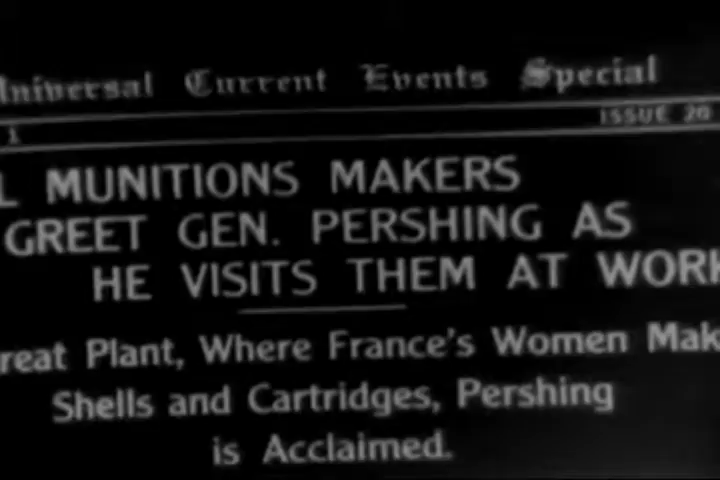 Universal Current Events Special
1 ISSUE 20
L MUNITIONS MAKERS
GREET GEN. PERSHING AS
HE VISITS THEM AT WORK
reat Plant, Where France's Women Mak
Shells and Cartridges, Pershing
is Acclaimed.